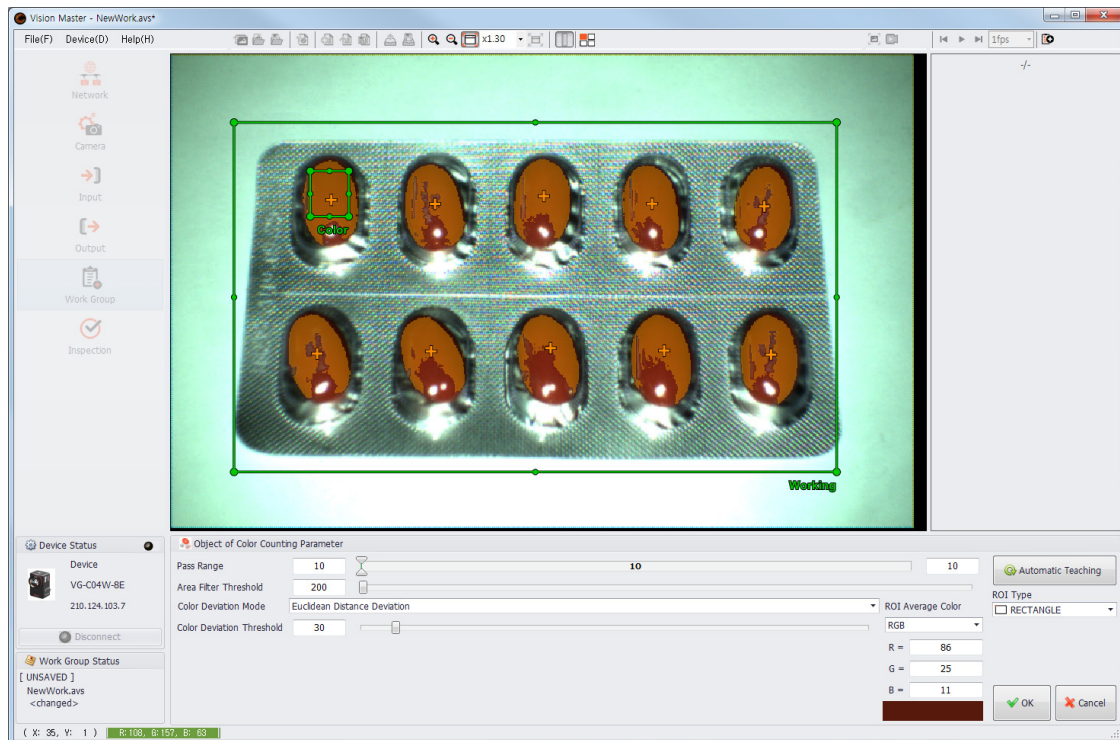 Vision Master - NewWork.avs*
File(F) Device(D) Help(H)
x1.30
1fps
-/-
Network
Camera
Input
Output
Work Group
Inspection
Color
Working
Device Status
Device
VG-C04W-8E
210.124.103.7
Disconnect
Work Group Status
[ UNSAVED ]
NewWork.avs
<changed>
Object of Color Counting Parameter
Pass Range 10 10 10
Area Filter Threshold 200
Color Deviation Mode Euclidean Distance Deviation
Color Deviation Threshold 30
ROI Average Color
RGB
R = 86
G = 25
B = 11
Automatic Teaching
ROI Type
RECTANGLE
OK Cancel
( X: 35, Y: 1 ) R:108, G:157, B: 63